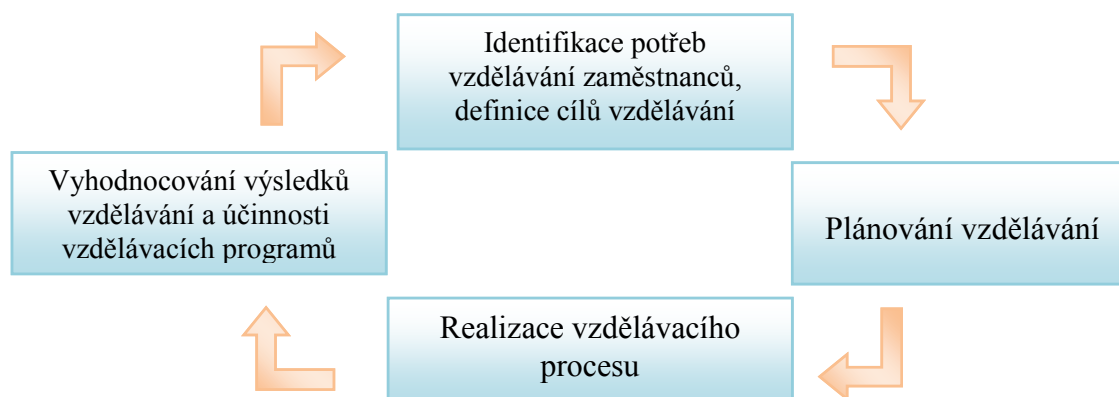 Identifikace potřeb
vzdělávání zaměstnanců,
definice cílů vzdělávání
Vyhodnocování výsledků
vzdělávání a účinnosti
vzdělávacích programů
Plánování vzdělávání
Realizace vzdělávacího
procesu